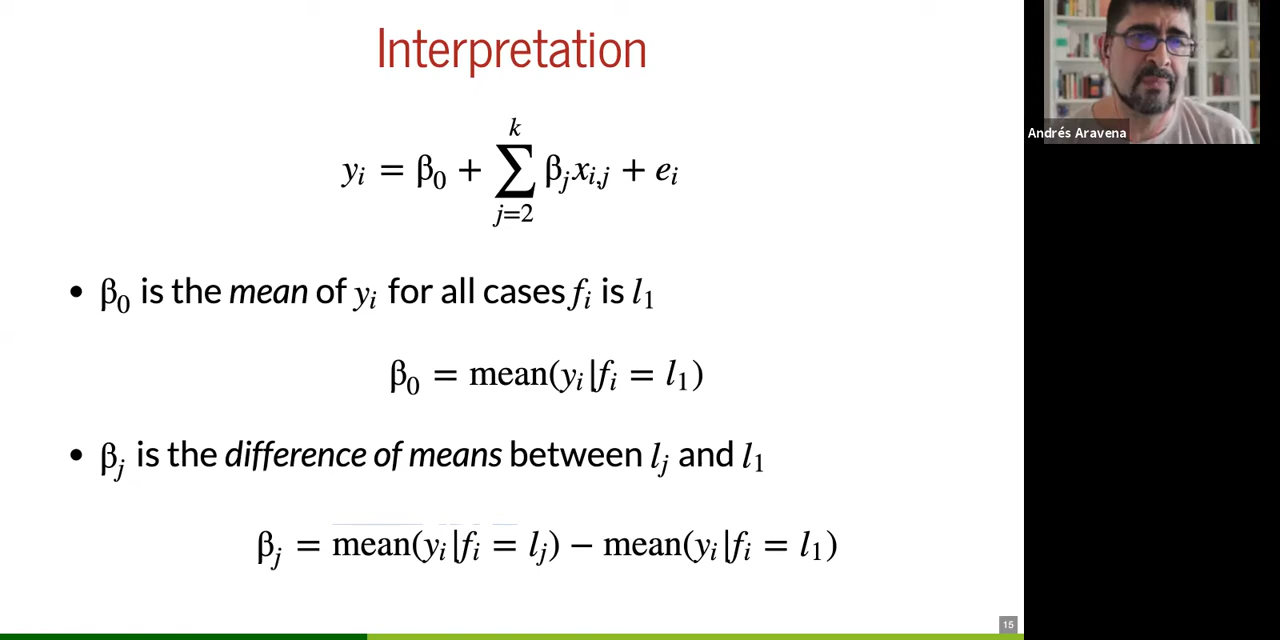 Interpretation
y_i = β_0 + ∑_{j=2}^{k} β_j x_{i,j} + e_i
• β_0 is the mean of y_i for all cases f_i is l_1
β_0 = mean(y_i|f_i = l_1)
• β_j is the difference of means between l_j and l_1
β_j = mean(y_i|f_i = l_j) − mean(y_i|f_i = l_1)
15
Andrés Aravena